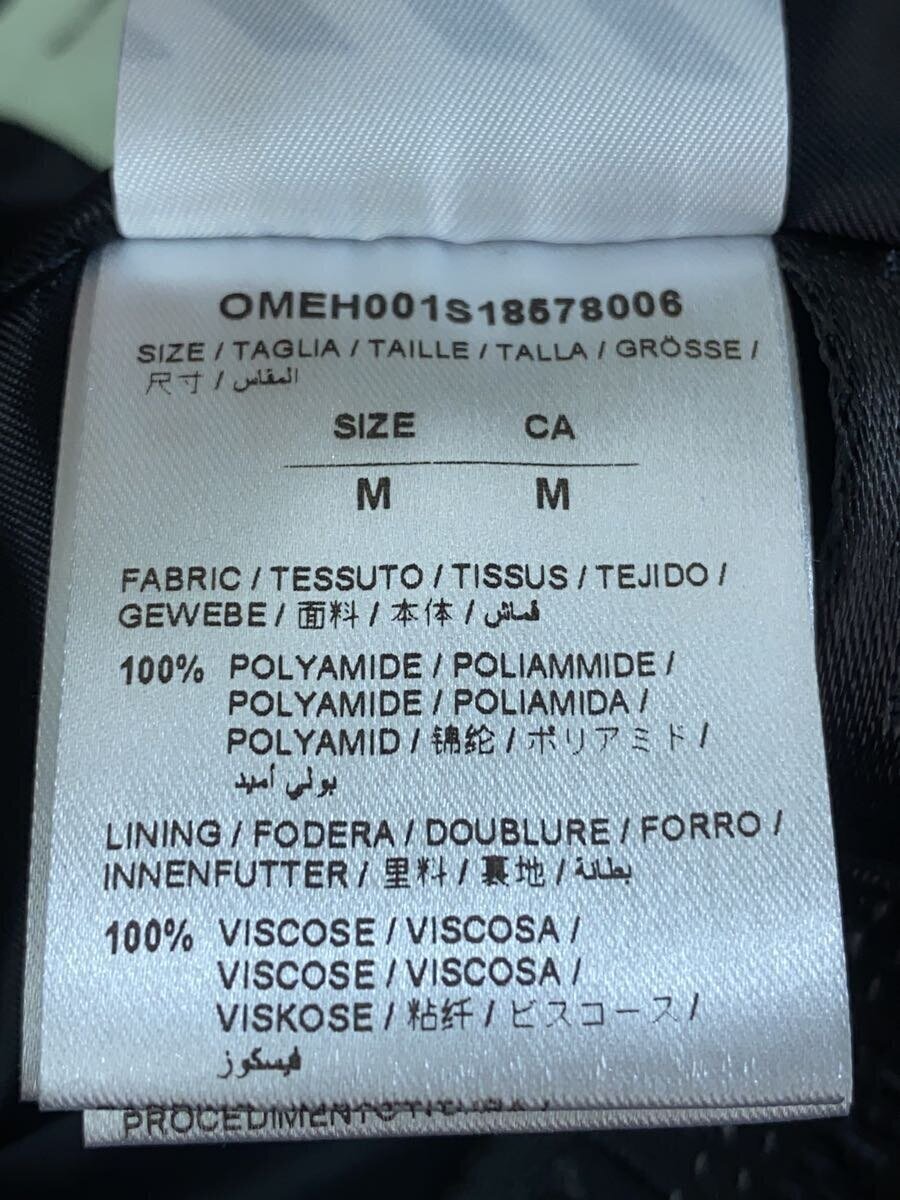 OMEH001S18578006
SIZE / TAGLIA / TAILLE / TALLA / GRÖSSE /
尺寸 / المقاس
SIZE CA
M M
FABRIC / TESSUTO / TISSUS / TEJIDO /
GEWEBE / 面料 / 本体 / قماش
100% POLYAMIDE / POLIAMMIDE /
POLYAMIDE / POLIAMIDA /
POLYAMID / 锦纶 / ポリアミド /
بولي أميد
LINING / FODERA / DOUBLURE / FORRO /
INNENFUTTER / 里料 / 裏地 / بطانة
100% VISCOSE / VISCOSA /
VISCOSE / VISCOSA /
VISKOSE / 粘纤 / ビスコース /
فيسكوز
PROCEDIMENTO